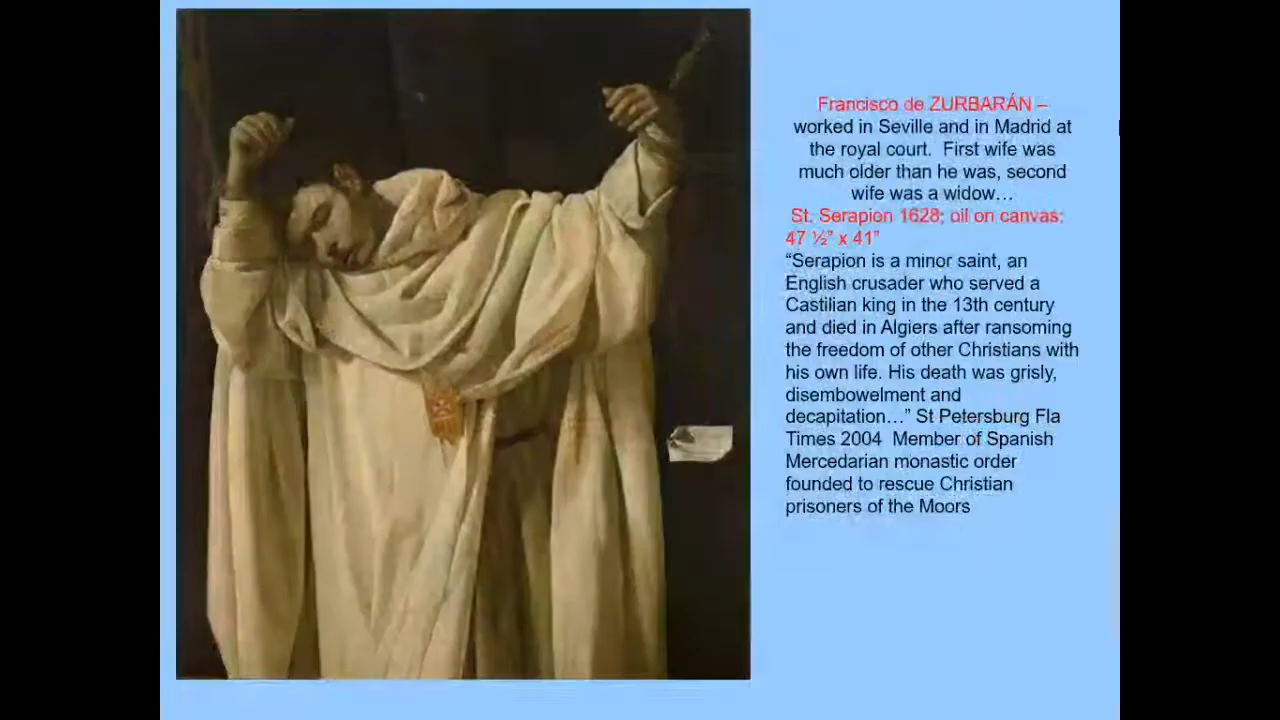 Francisco de ZURBARÁN –
worked in Seville and in Madrid at
the royal court.  First wife was
much older than he was, second
wife was a widow…
St. Serapion 1628; oil on canvas;
47 ½” x 41”
“Serapion is a minor saint, an
English crusader who served a
Castilian king in the 13th century
and died in Algiers after ransoming
the freedom of other Christians with
his own life. His death was grisly,
disembowelment and
decapitation…” St Petersburg Fla
Times 2004  Member of Spanish
Mercedarian monastic order
founded to rescue Christian
prisoners of the Moors